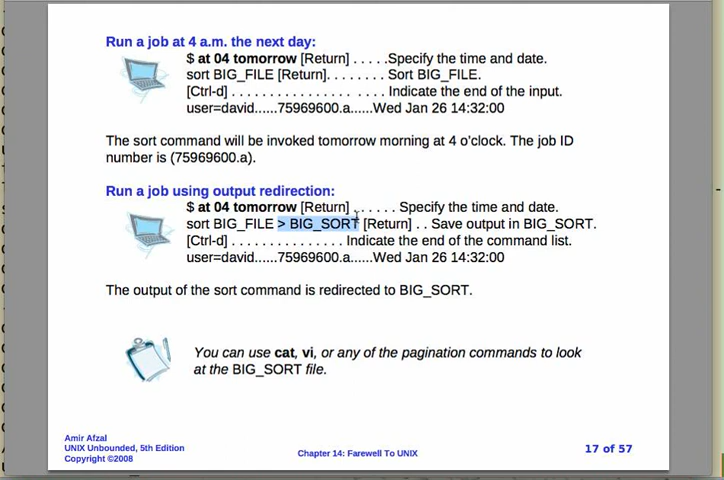 Run a job at 4 a.m. the next day:
$ at 04 tomorrow [Return] . . . . .Specify the time and date.
sort BIG_FILE [Return]. . . . . . . . Sort BIG_FILE.
[Ctrl-d] . . . . . . . . . . . . . . . . . . . . . Indicate the end of the input.
user=david......75969600.a......Wed Jan 26 14:32:00
The sort command will be invoked tomorrow morning at 4 o'clock. The job ID
number is (75969600.a).
Run a job using output redirection:
$ at 04 tomorrow [Return] . . . . . . Specify the time and date.
sort BIG_FILE > BIG_SORT [Return] . . Save output in BIG_SORT.
[Ctrl-d] . . . . . . . . . . . . . . . Indicate the end of the command list.
user=david......75969600.a......Wed Jan 26 14:32:00
The output of the sort command is redirected to BIG_SORT.
You can use cat, vi, or any of the pagination commands to look
at the BIG_SORT file.
Amir Afzal
UNIX Unbounded, 5th Edition
Copyright ©2008
Chapter 14: Farewell To UNIX
17 of 57